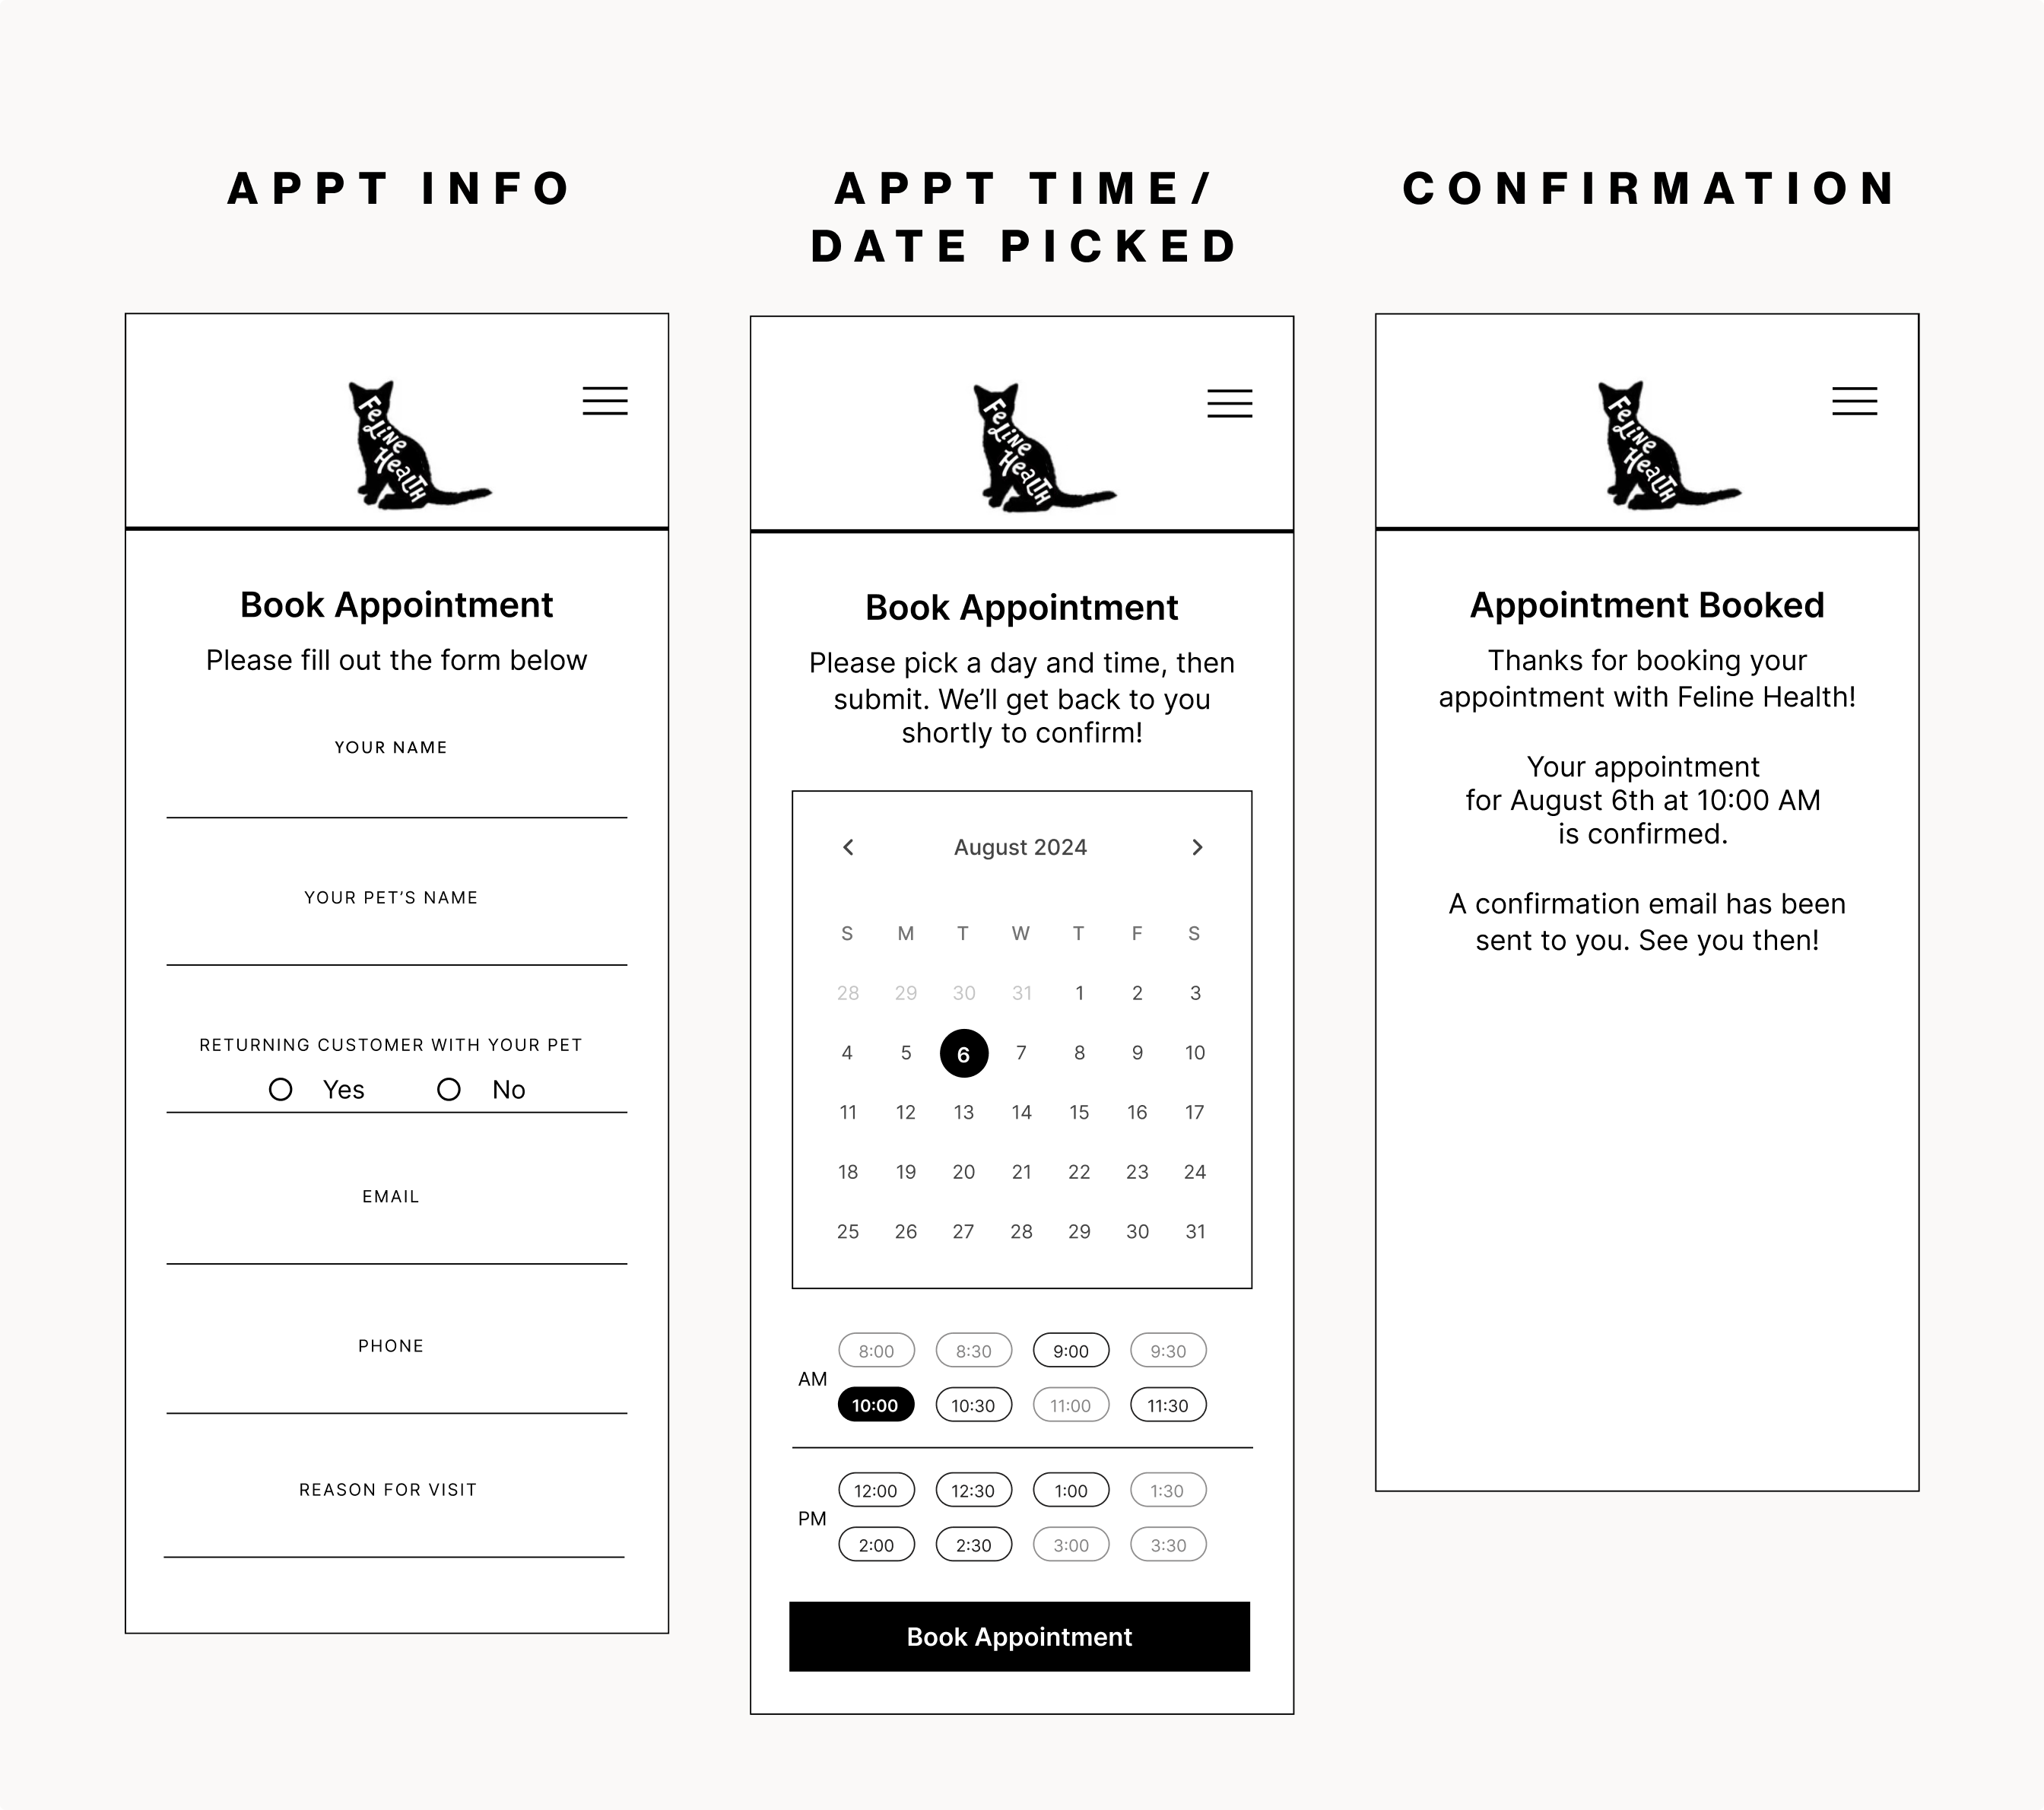 APPT INFO
FeLine
HeaLTH
Book Appointment
Please fill out the form below
YOUR NAME
YOUR PET’S NAME
RETURNING CUSTOMER WITH YOUR PET
Yes No
EMAIL
PHONE
REASON FOR VISIT
APPT TIME/
DATE PICKED
FeLine
HeaLTH
Book Appointment
Please pick a day and time, then
submit. We’ll get back to you
shortly to confirm!
August 2024
S M T W T F S
28 29 30 31 1 2 3
4 5 6 7 8 9 10
11 12 13 14 15 16 17
18 19 20 21 22 23 24
25 26 27 28 29 30 31
AM
8:00 8:30 9:00 9:30
10:00 10:30 11:00 11:30
PM
12:00 12:30 1:00 1:30
2:00 2:30 3:00 3:30
Book Appointment
CONFIRMATION
FeLine
HeaLTH
Appointment Booked
Thanks for booking your
appointment with Feline Health!
Your appointment
for August 6th at 10:00 AM
is confirmed.
A confirmation email has been
sent to you. See you then!